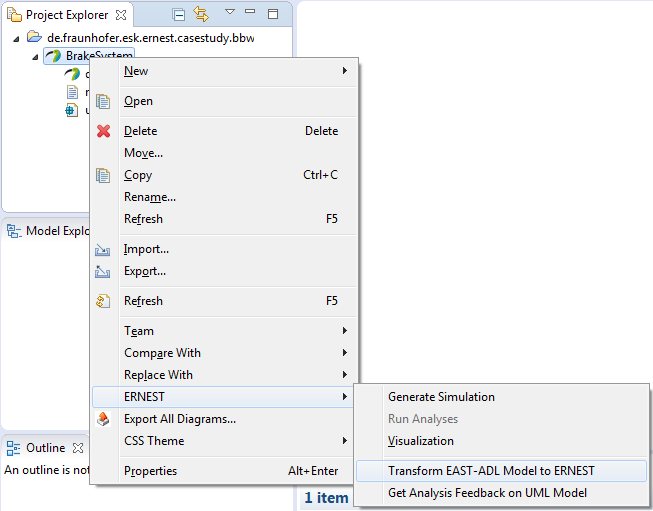 Project Explorer
de.fraunhofer.esk.ernest.casestudy.bbw
BrakeSystem
New
Open
Delete Delete
Move...
Copy Ctrl+C
Rename...
Refresh F5
Model Explo
Import...
Export...
Refresh F5
Team
Compare With
Replace With
ERNEST
Generate Simulation
Export All Diagrams...
Run Analyses
CSS Theme
Visualization
Outline
An outline is not
Properties Alt+Enter
Transform EAST-ADL Model to ERNEST
Get Analysis Feedback on UML Model
1 item